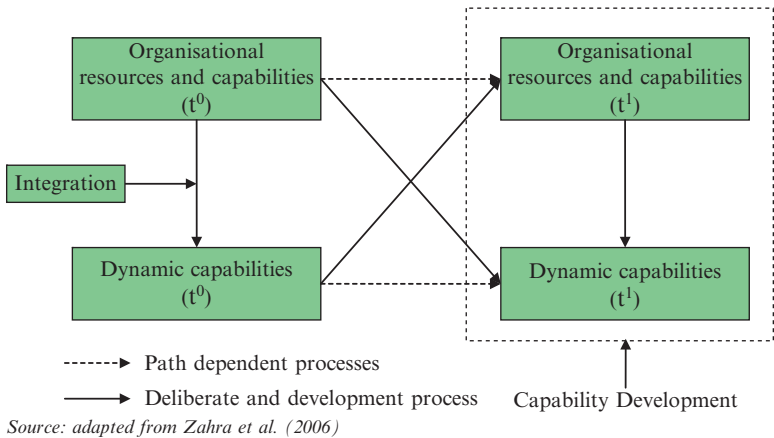 Organisational
resources and capabilities
(t⁰)
Organisational
resources and capabilities
(t¹)
Integration
Dynamic capabilities
(t⁰)
Dynamic capabilities
(t¹)
Path dependent processes
Deliberate and development process
Capability Development
Source: adapted from Zahra et al. (2006)